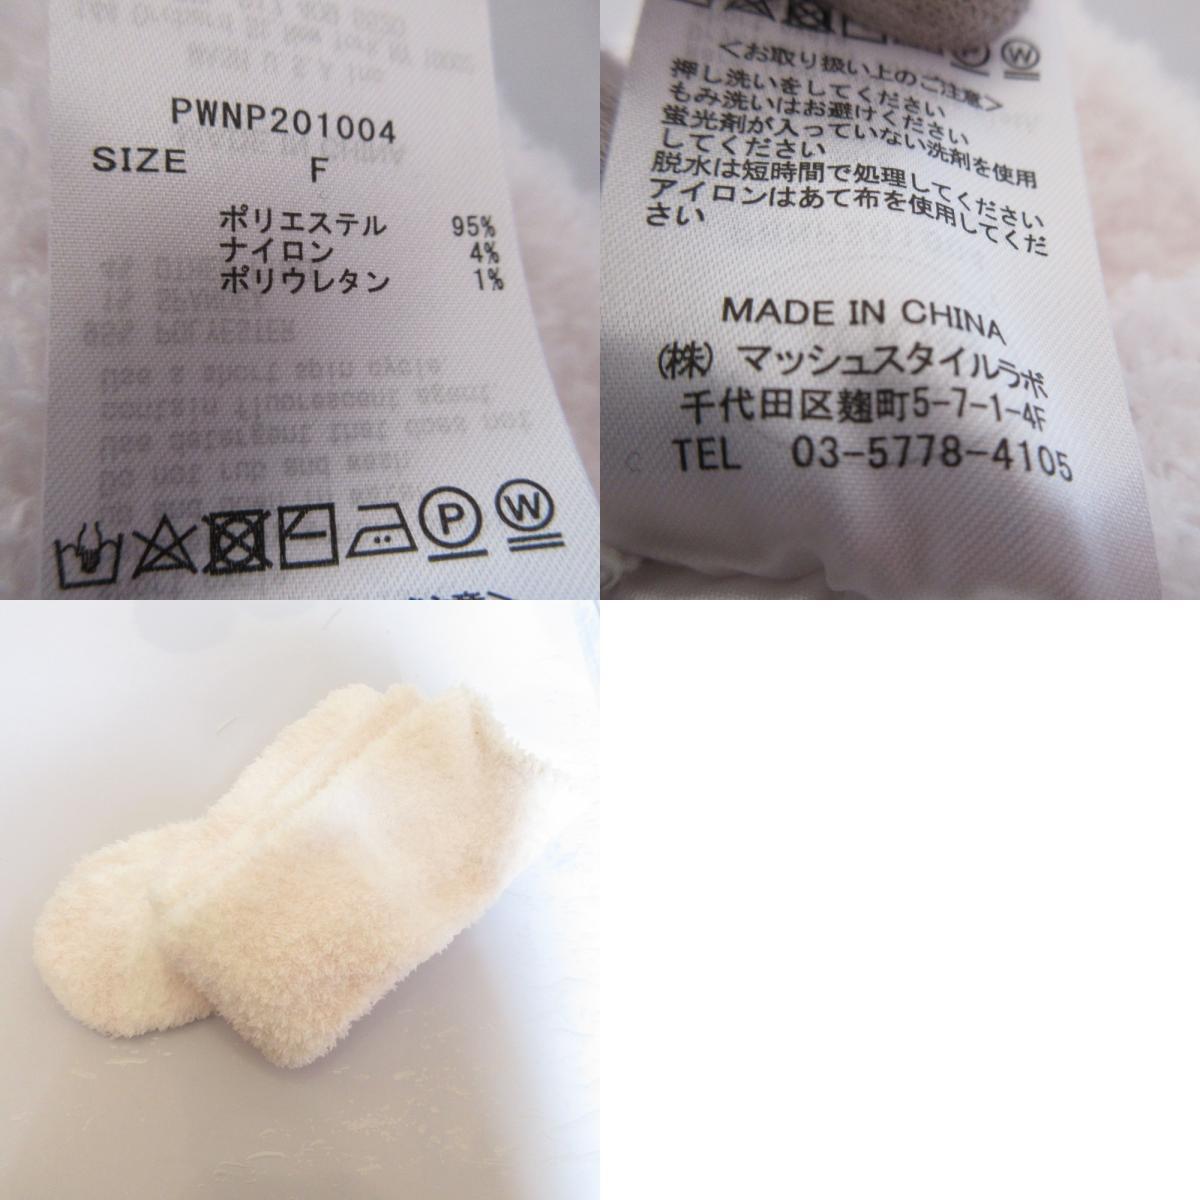 PWNP201004
SIZE F
ポリエステル 95%
ナイロン 4%
ポリウレタン 1%
P
W
W
<お取り扱い上のご注意>
押し洗いをしてください
もみ洗いはお避けください
蛍光剤が入っていない洗剤を使用
してください
脱水は短時間で処理してください
アイロンはあて布を使用してくだ
さい
MADE IN CHINA
(株) マッシュスタイルラボ
千代田区麹町5-7-1-4F
TEL 03-5778-4105